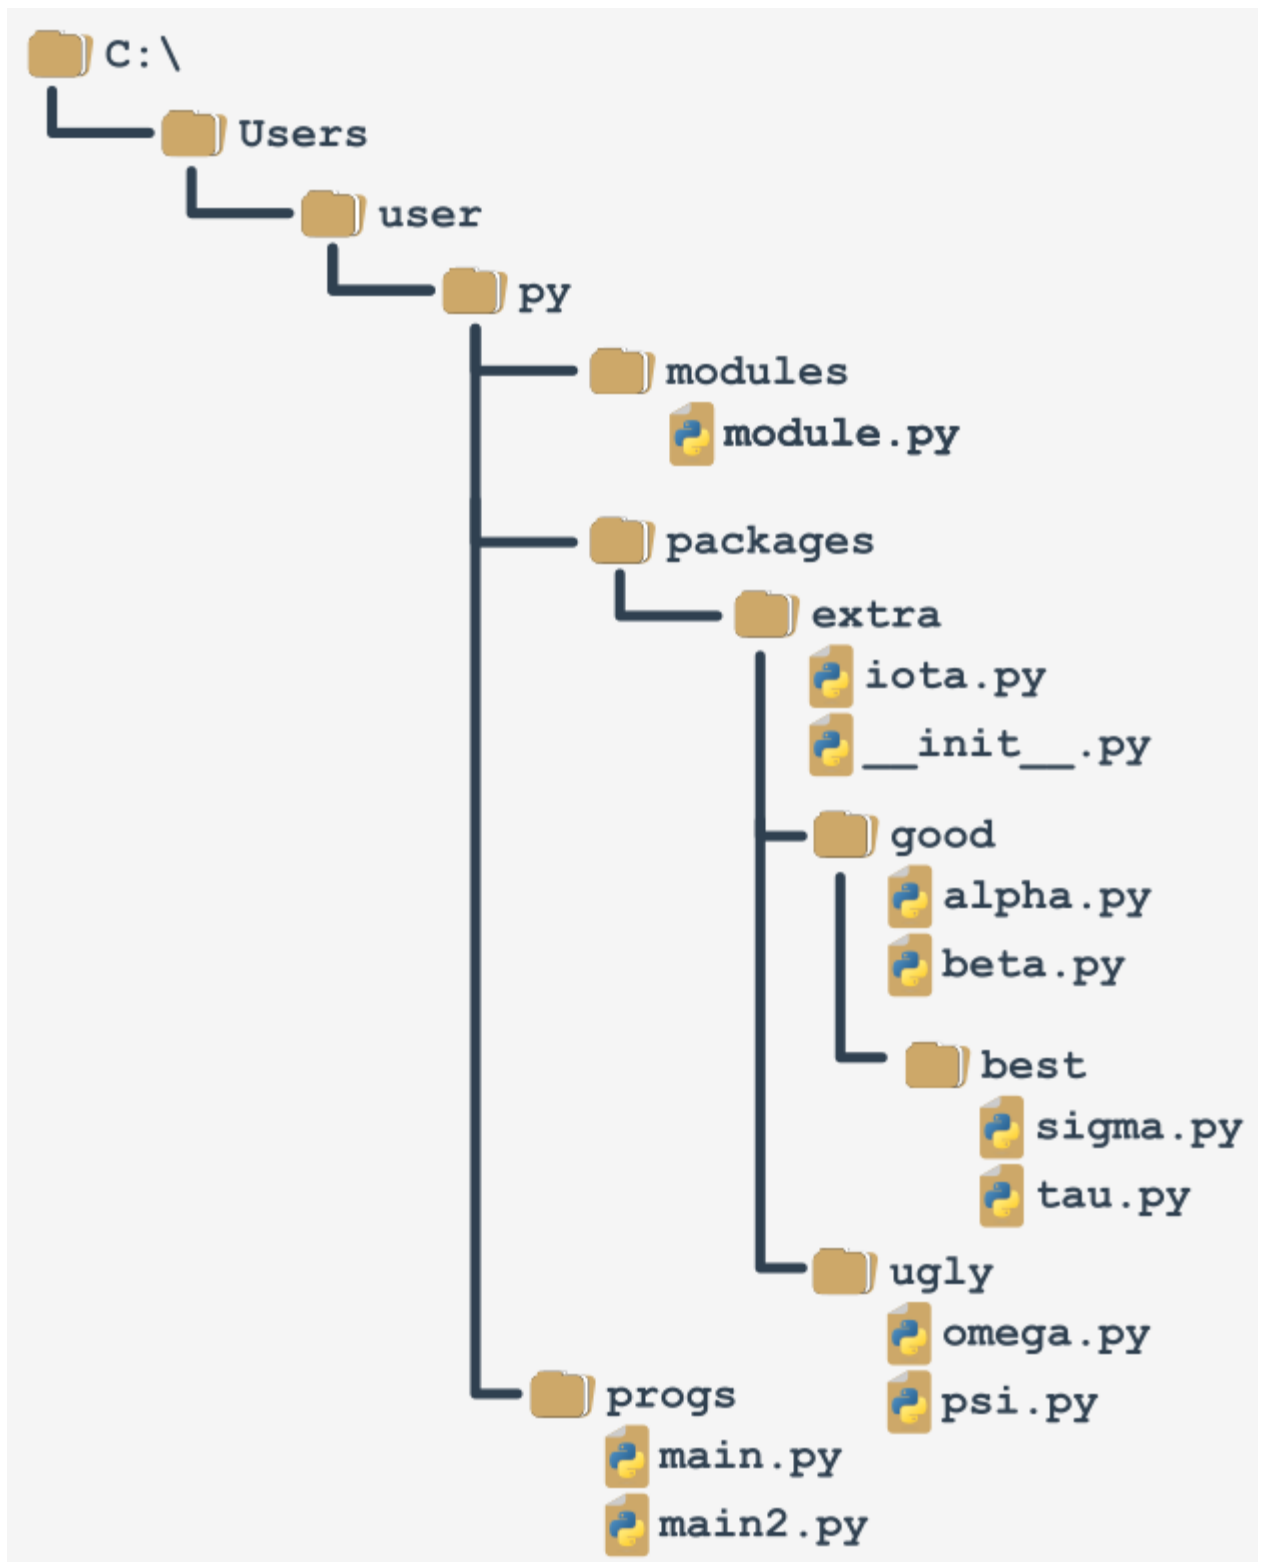 C:\
Users
user
py
modules
module.py
packages
extra
iota.py
__init__.py
good
alpha.py
beta.py
best
sigma.py
tau.py
ugly
omega.py
psi.py
progs
main.py
main2.py